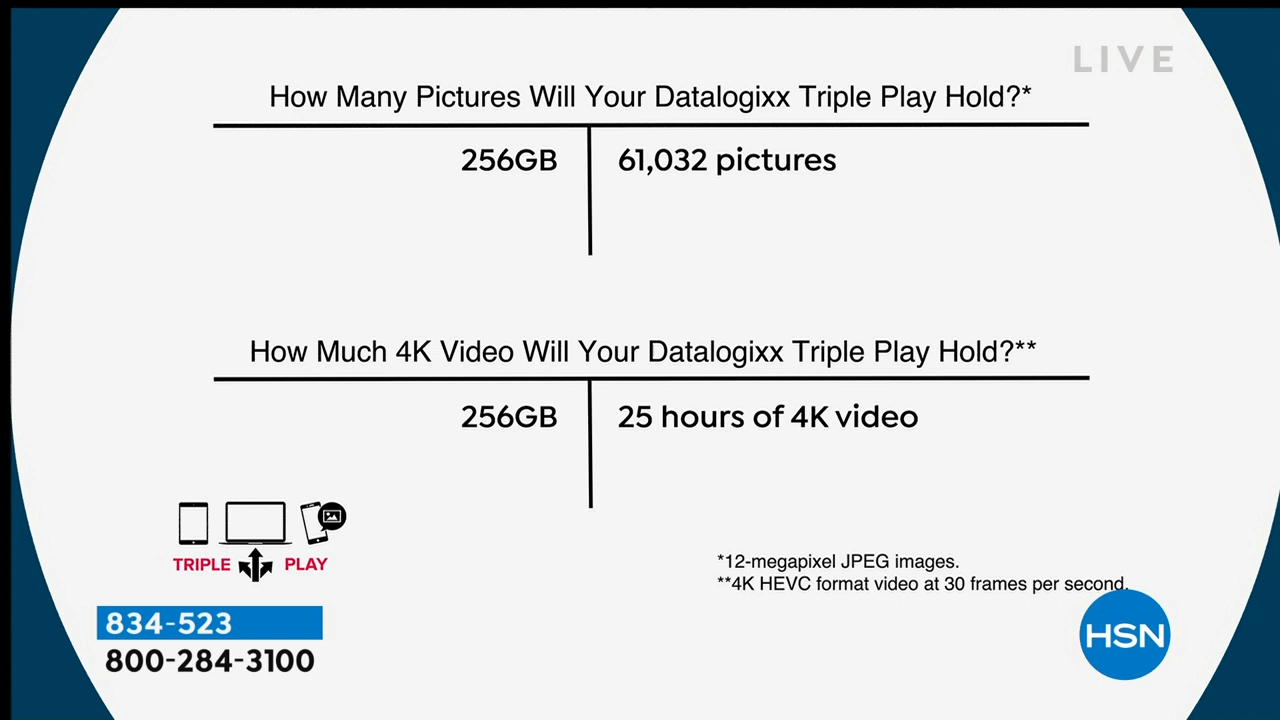 LIVE
How Many Pictures Will Your Datalogixx Triple Play Hold?*
256GB 61,032 pictures
How Much 4K Video Will Your Datalogixx Triple Play Hold?**
256GB 25 hours of 4K video
TRIPLE PLAY
*12-megapixel JPEG images.
**4K HEVC format video at 30 frames per second.
834-523
800-284-3100
HSN